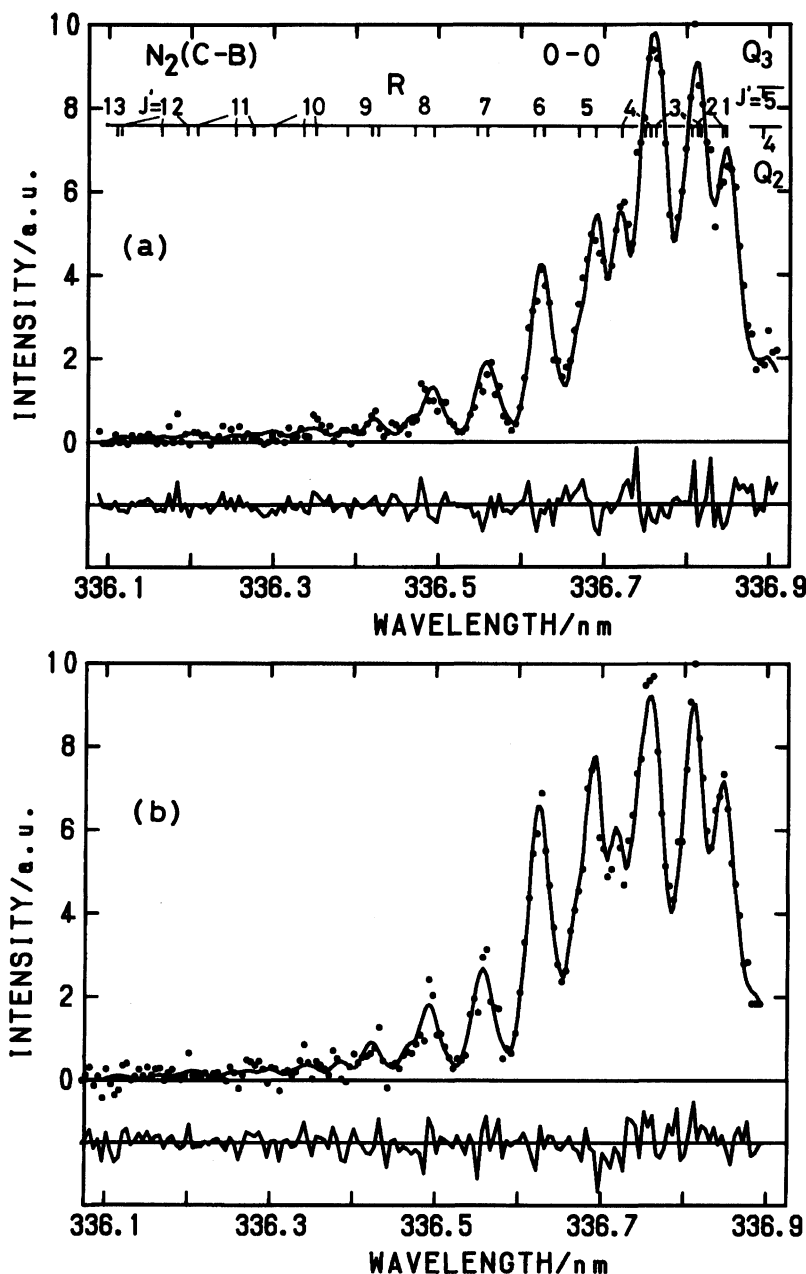 10 N₂(C-B) 0-0 Q₃
R
13 J'=12 11 10 9 8 7 6 5 4 3 2 1 J'=5
8
4
Q₂
6
(a)
4
2
0
INTENSITY/a.u.
336.1 336.3 336.5 336.7 336.9
WAVELENGTH/nm
10
8
(b)
6
4
2
0
INTENSITY/a.u.
336.1 336.3 336.5 336.7 336.9
WAVELENGTH/nm